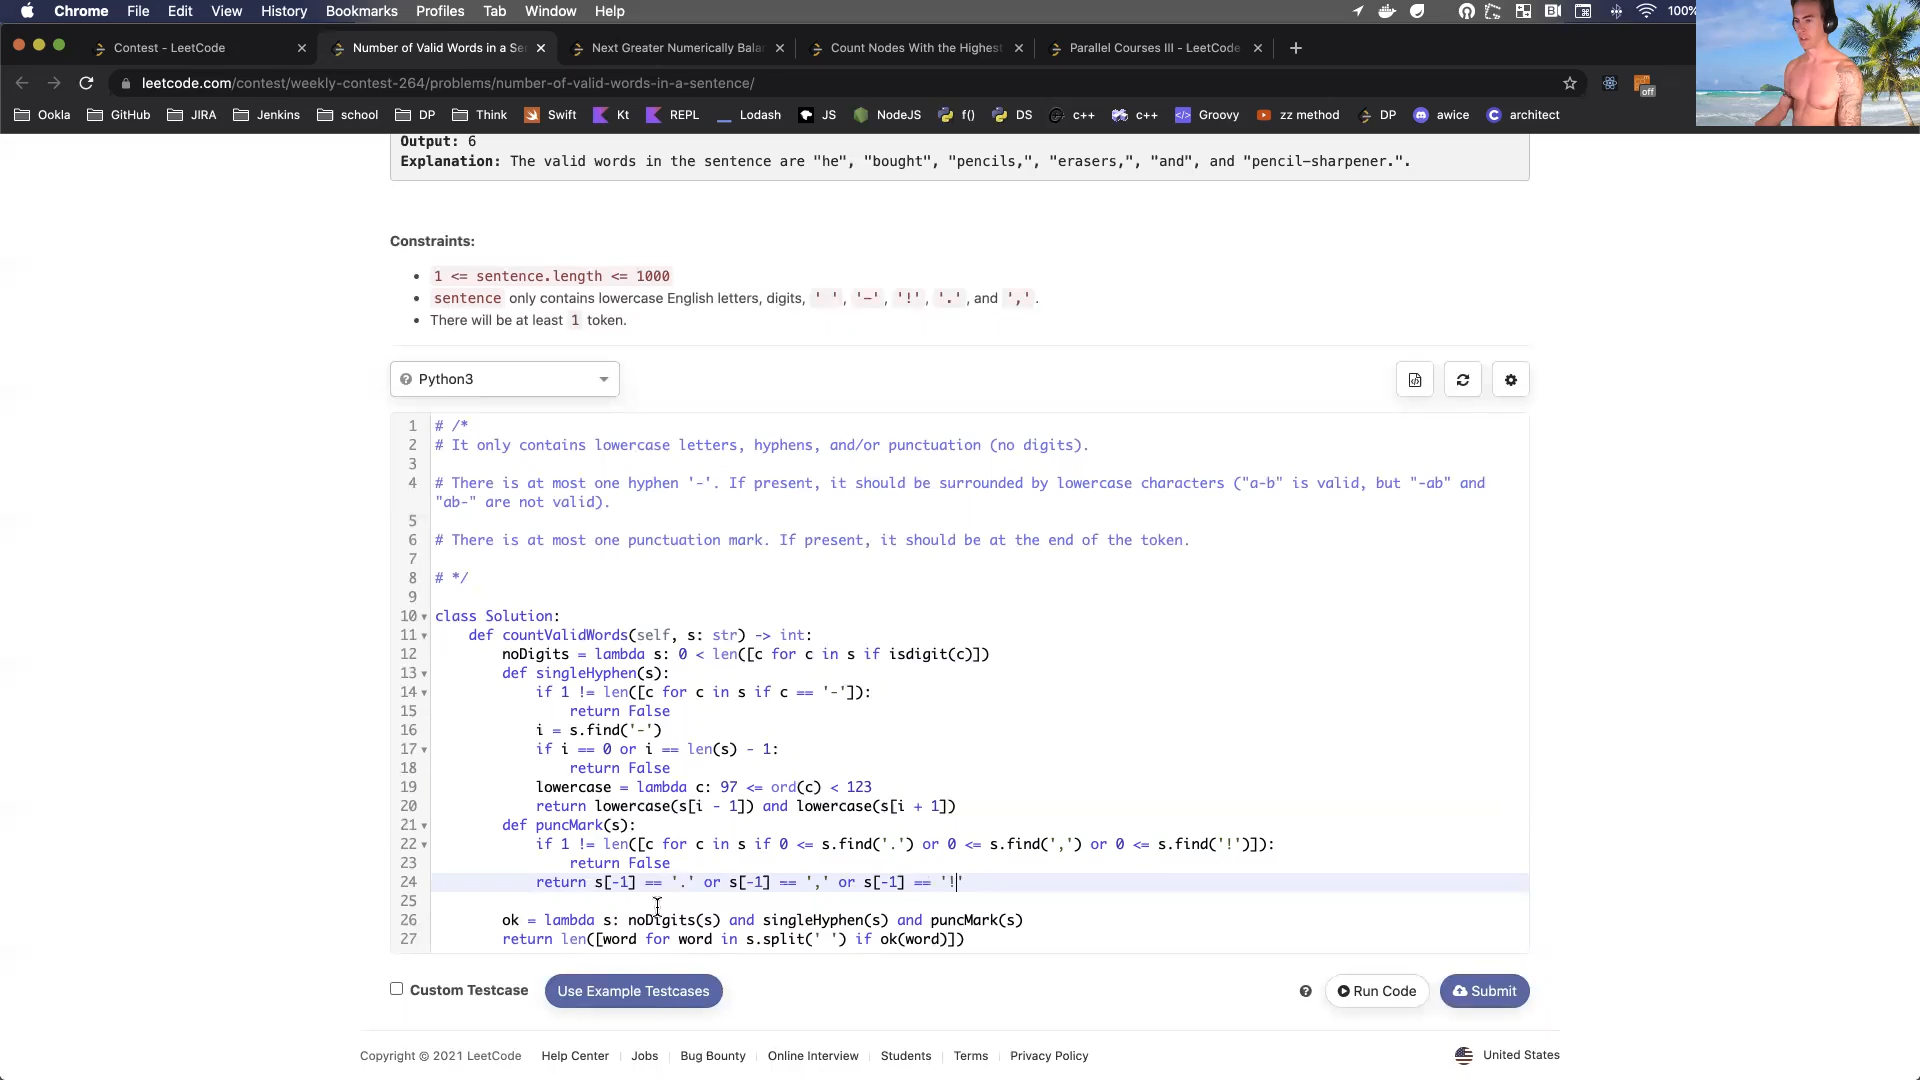 Chrome File Edit View History Bookmarks Profiles Tab Window Help 100%
Contest - LeetCode
Number of Valid Words in a Se
Next Greater Numerically Bala
Count Nodes With the Highest
Parallel Courses III - LeetCode
leetcode.com/contest/weekly-contest-264/problems/number-of-valid-words-in-a-sentence/
off
Ookla GitHub JIRA Jenkins school DP Think Swift Kt REPL Lodash JS NodeJS f() DS c++ c++ Groovy zz method DP awice architect
Output: 6
Explanation: The valid words in the sentence are "he", "bought", "pencils,", "erasers,", "and", and "pencil-sharpener.".
Constraints:
• 1 <= sentence.length <= 1000
• sentence only contains lowercase English letters, digits, ' ', '-', '!', '.', and ','.
• There will be at least 1 token.
Python3
1 # /*
2 # It only contains lowercase letters, hyphens, and/or punctuation (no digits).
3
4 # There is at most one hyphen '-'. If present, it should be surrounded by lowercase characters ("a-b" is valid, but "-ab" and
"ab-" are not valid).
5
6 # There is at most one punctuation mark. If present, it should be at the end of the token.
7
8 # */
9
10 class Solution:
11     def countValidWords(self, s: str) -> int:
12         noDigits = lambda s: 0 < len([c for c in s if isdigit(c)])
13         def singleHyphen(s):
14             if 1 != len([c for c in s if c == '-']):
15                 return False
16             i = s.find('-')
17             if i == 0 or i == len(s) - 1:
18                 return False
19             lowercase = lambda c: 97 <= ord(c) < 123
20             return lowercase(s[i - 1]) and lowercase(s[i + 1])
21         def puncMark(s):
22             if 1 != len([c for c in s if 0 <= s.find('.') or 0 <= s.find(',') or 0 <= s.find('!')]):
23                 return False
24             return s[-1] == '.' or s[-1] == ',' or s[-1] == '!'
25
26         ok = lambda s: noDigits(s) and singleHyphen(s) and puncMark(s)
27         return len([word for word in s.split(' ') if ok(word)])
Custom Testcase Use Example Testcases Run Code Submit
Copyright © 2021 LeetCode Help Center Jobs Bug Bounty Online Interview Students Terms Privacy Policy United States